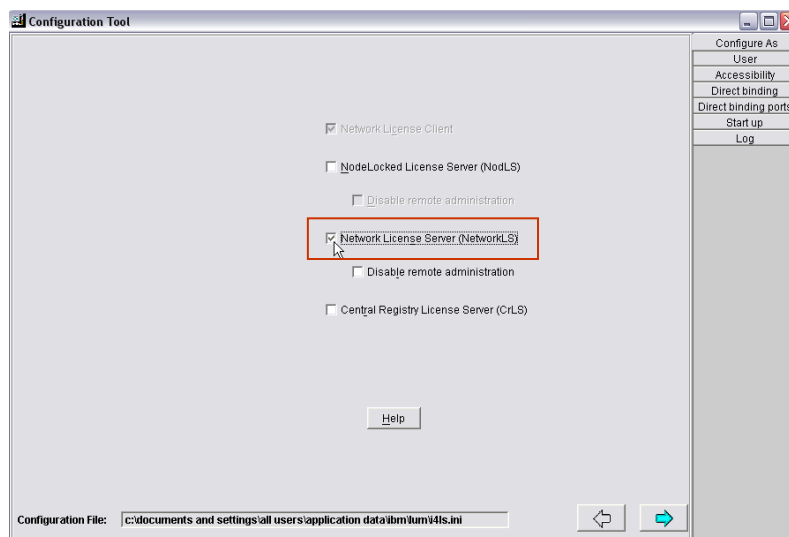 Configuration Tool
Configure As
User
Accessibility
Direct binding
Direct binding ports
Start up
Log
Network License Client
NodeLocked License Server (NodLS)
Disable remote administration
Network License Server (NetworkLS)
Disable remote administration
Central Registry License Server (CrLS)
Help
Configuration File: c:\documents and settings\all users\application data\ibm\lum\i4ls.ini